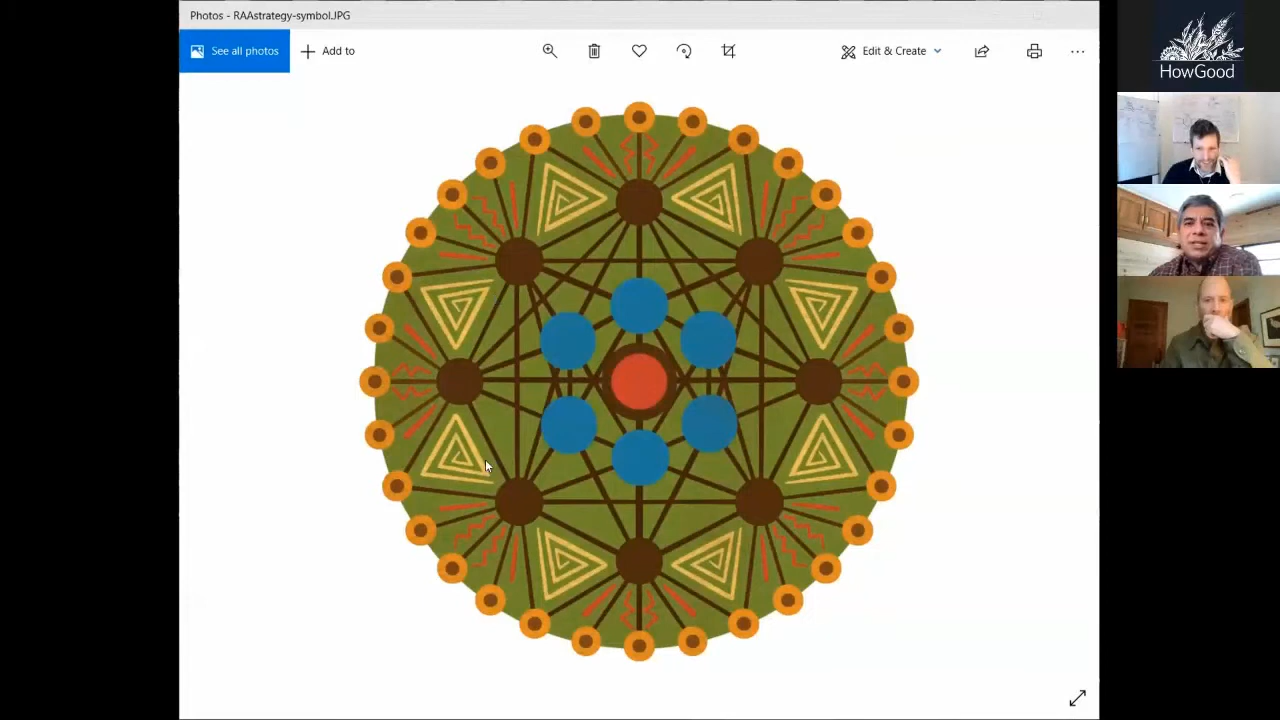 Photos - RAAstrategy-symbol.JPG
See all photos
Add to
Edit & Create
HowGood